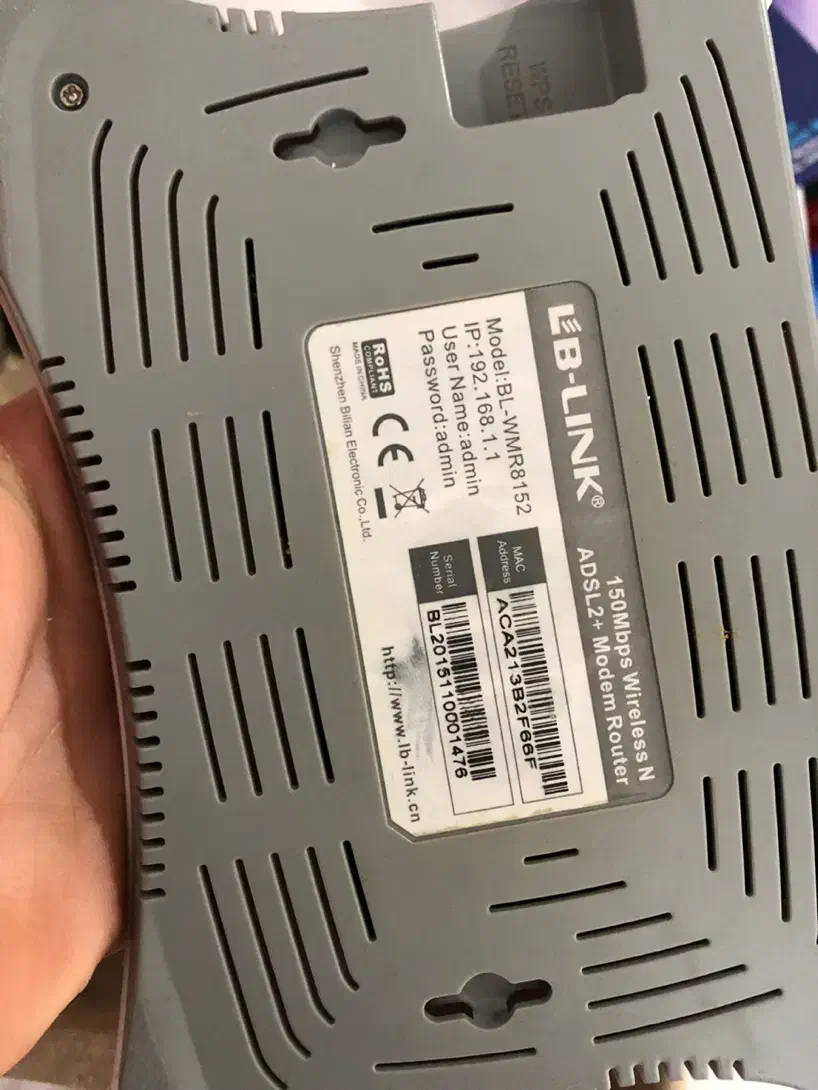 WPS
RESET
LB-LINK®
150Mbps Wireless N
ADSL2+ Modem Router
Model:BL-WMR8152
IP:192.168.1.1
User Name:admin
Password:admin
MAC
Address
ACA213B2F66F
Serial
Number
BL2015110001476
RoHS
COMPLIANT
MADE IN CHINA
CE
Shenzhen Bilian Electronic Co.,Ltd.
http://www.lb-link.cn